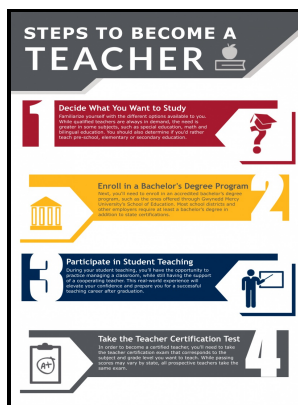 STEPS TO BECOME A
TEACHER
1
Decide What You Want to Study
Familiarize yourself with the different options available to you.
While qualified teachers are always in demand, the need is
greater in some subjects, such as special education, math and
bilingual education. You should also determine if you'd rather
teach pre-school, elementary or secondary education.
2
Enroll in a Bachelor's Degree Program
Next, you'll need to enroll in an accredited bachelor's degree
program, such as the ones offered through Gwynedd Mercy
University's School of Education. Most school districts and
other employers require at least a bachelor's degree in
addition to state certifications.
3
Participate in Student Teaching
During your student teaching, you'll have the opportunity to
practice managing a classroom, while still having the support
of a cooperating teacher. This real-world experience will
elevate your confidence and prepare you for a successful
teaching career after graduation.
4
Take the Teacher Certification Test
In order to become a certified teacher, you'll need to take
the teacher certification exam that corresponds to the
subject and grade level you want to teach. While passing
scores may vary by state, all prospective teachers take the
same exam.
A+